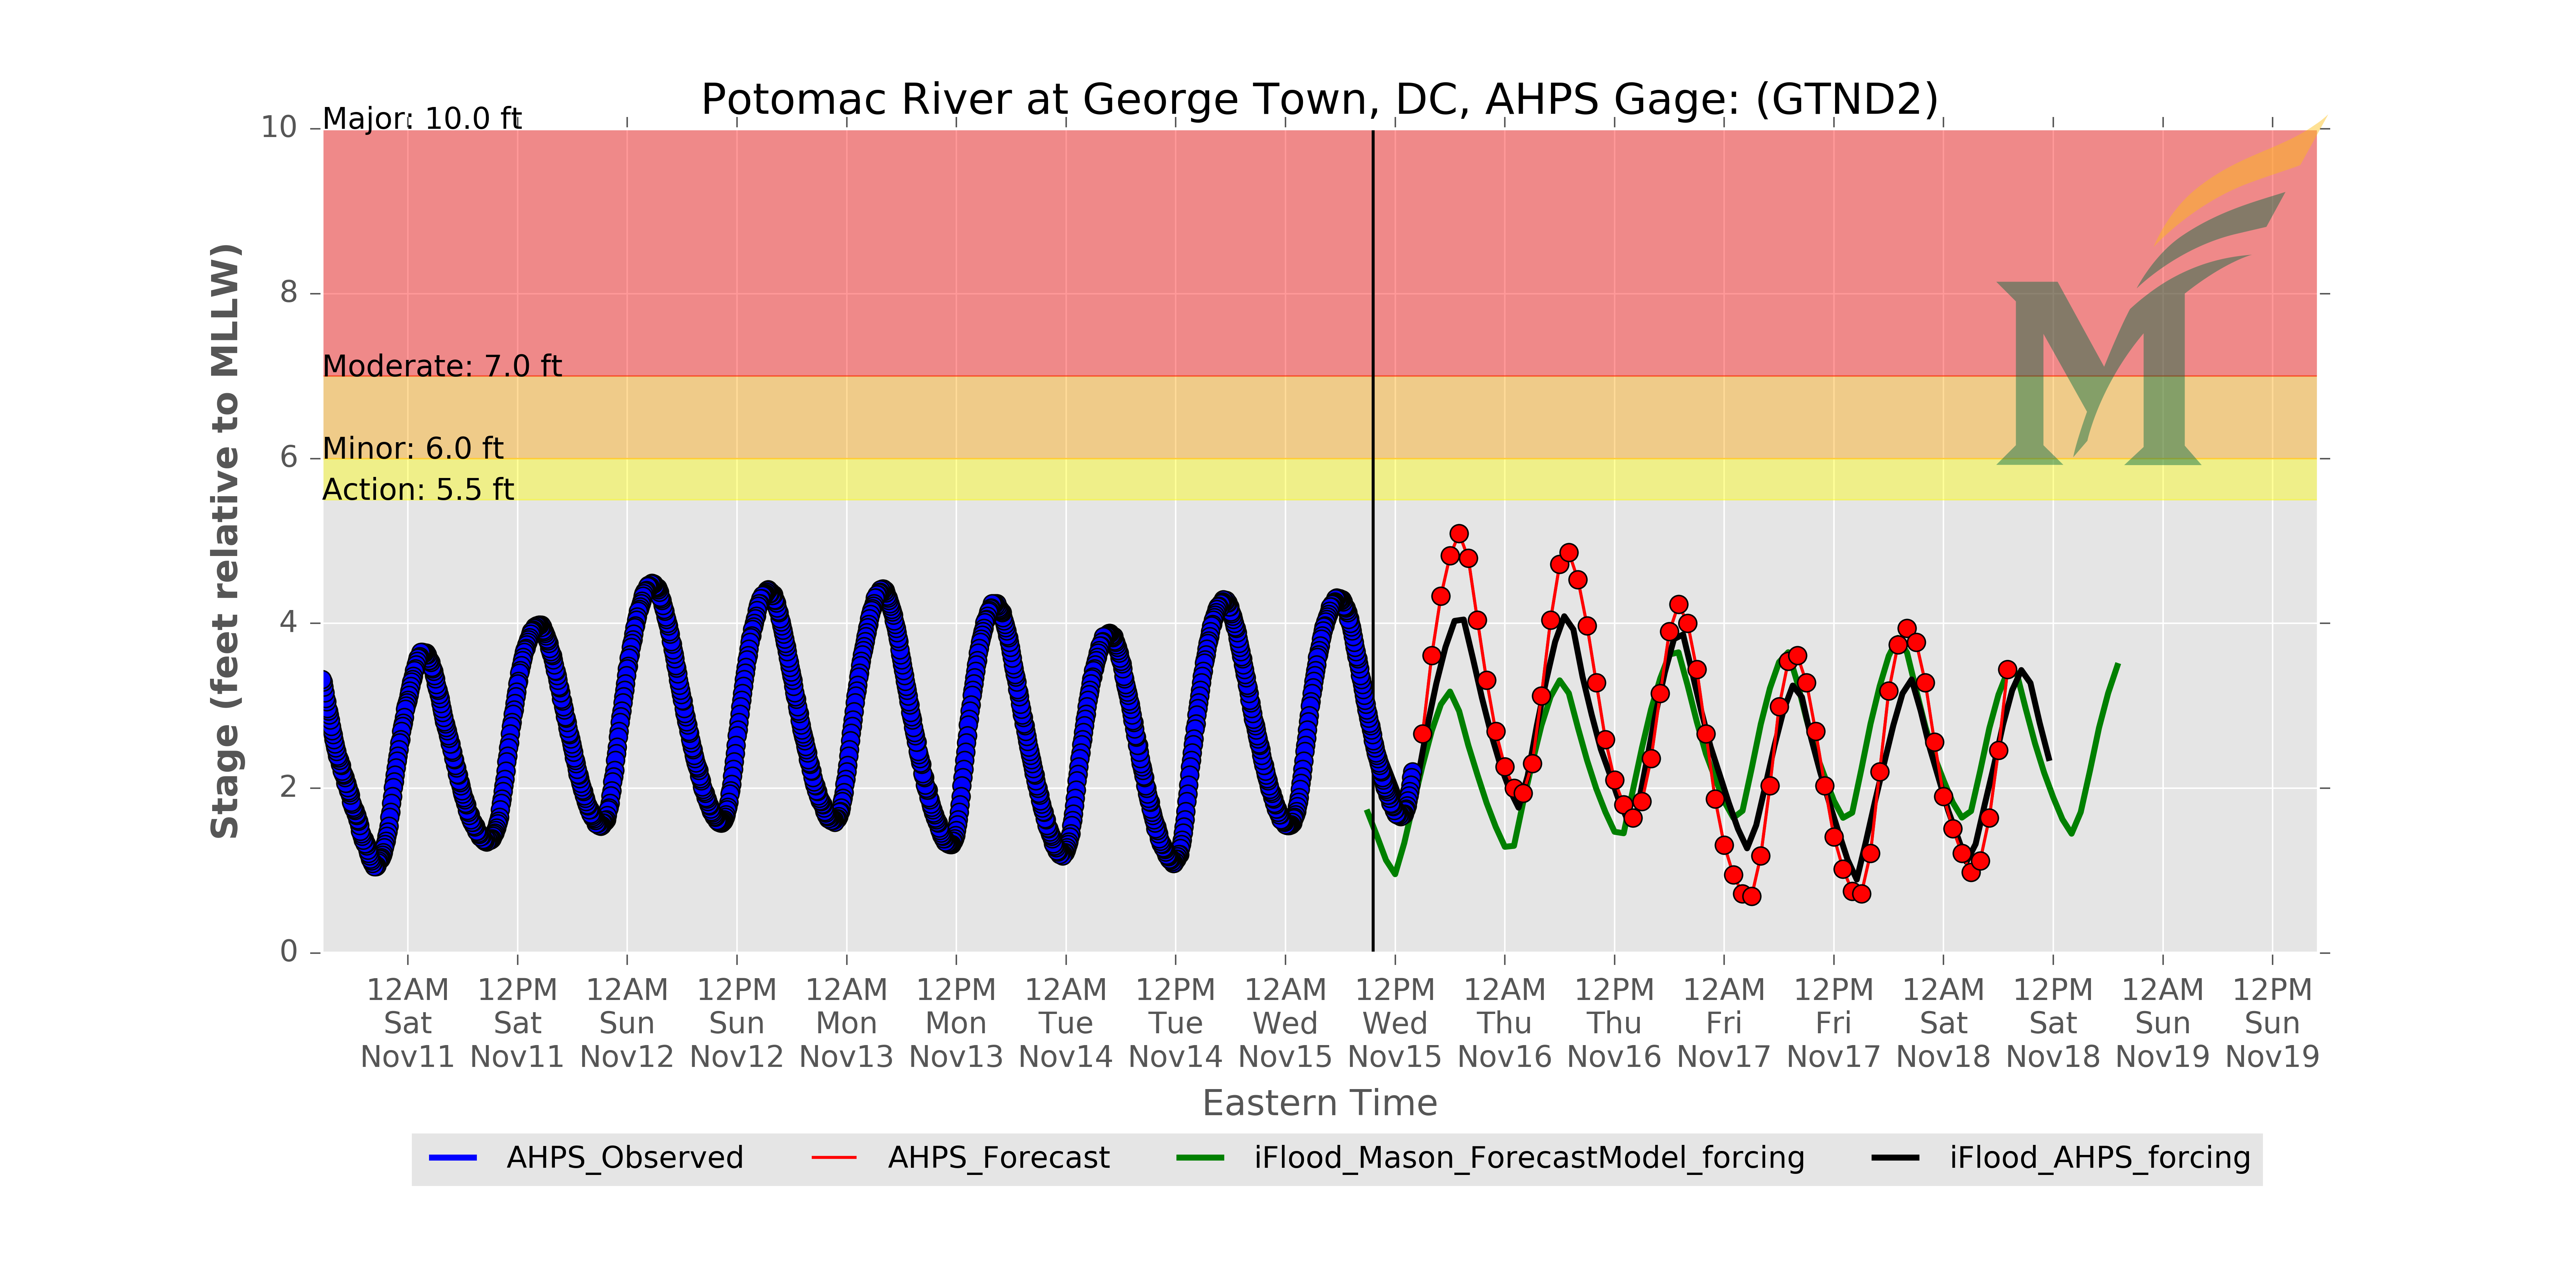 Potomac River at George Town, DC, AHPS Gage: (GTND2)
Major: 10.0 ft
Moderate: 7.0 ft
Minor: 6.0 ft
Action: 5.5 ft
Stage (feet relative to MLLW)
10
8
6
4
2
0
12AM 12PM 12AM 12PM 12AM 12PM 12AM 12PM 12AM 12PM 12AM 12PM 12AM 12PM 12AM 12PM 12AM 12PM
Sat Sat Sun Sun Mon Mon Tue Tue Wed Wed Thu Thu Fri Fri Sat Sat Sun Sun
Nov11 Nov11 Nov12 Nov12 Nov13 Nov13 Nov14 Nov14 Nov15 Nov15 Nov16 Nov16 Nov17 Nov17 Nov18 Nov18 Nov19 Nov19
Eastern Time
AHPS_Observed AHPS_Forecast iFlood_Mason_ForecastModel_forcing iFlood_AHPS_forcing